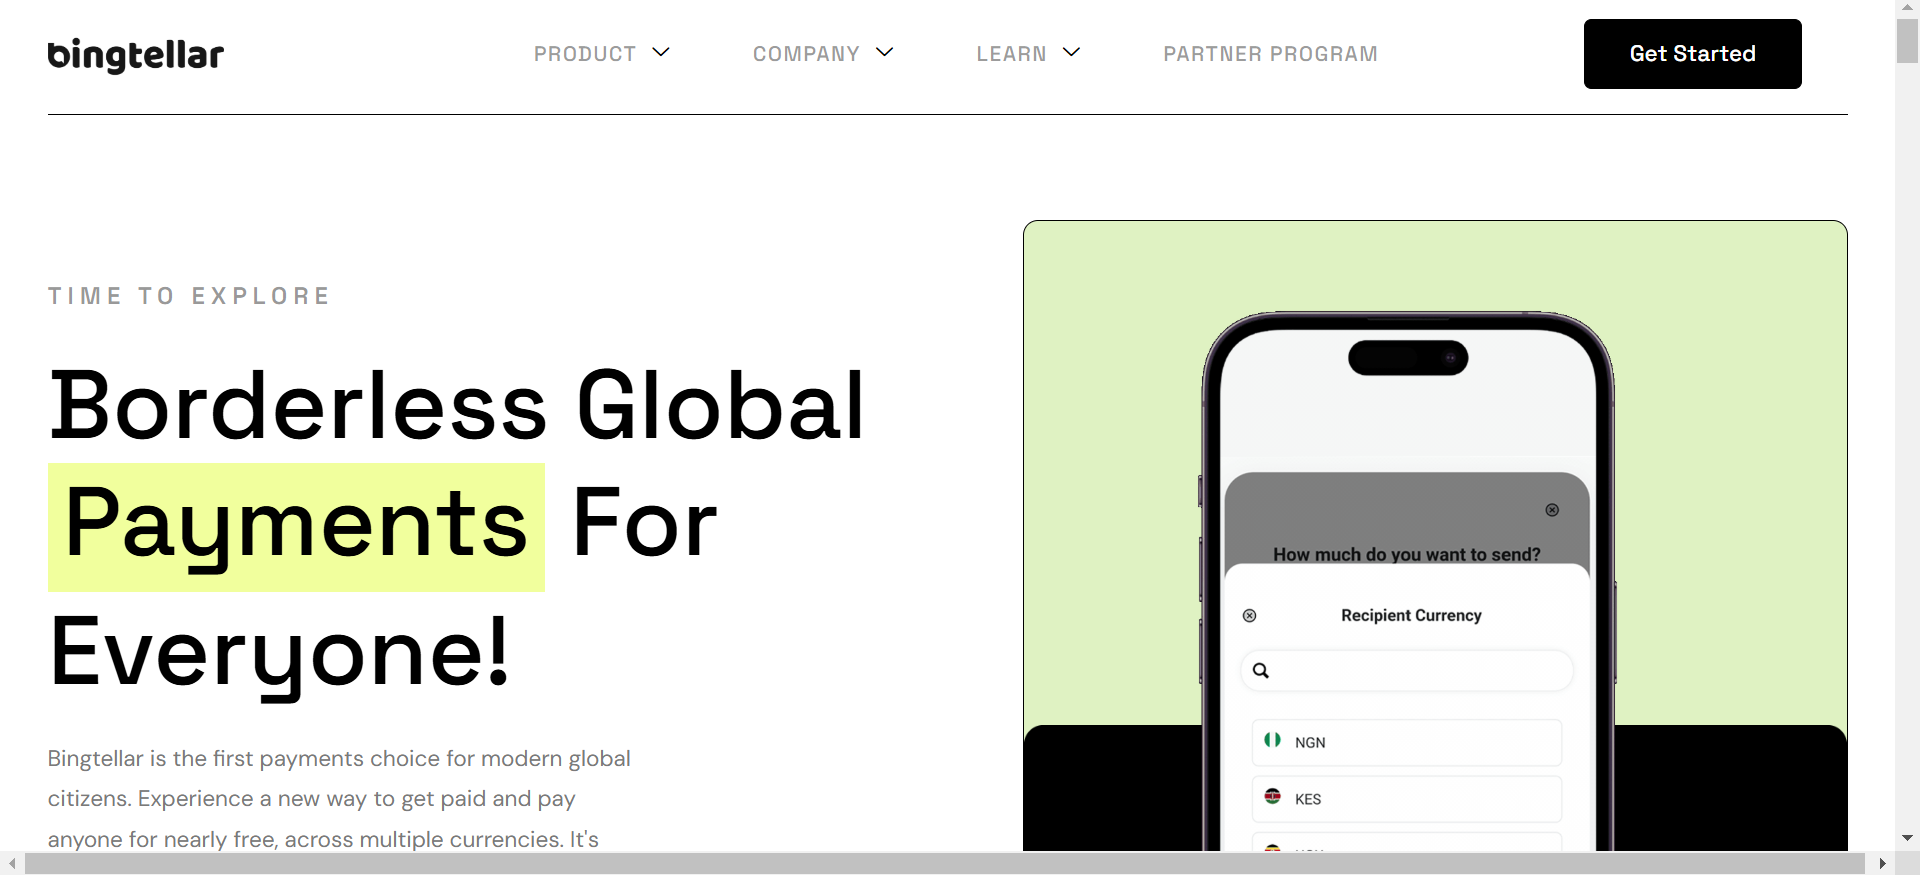 bingtellar
PRODUCT
COMPANY
LEARN
PARTNER PROGRAM
Get Started
TIME TO EXPLORE
Borderless Global
Payments For
Everyone!
Bingtellar is the first payments choice for modern global
citizens. Experience a new way to get paid and pay
anyone for nearly free, across multiple currencies. It's
How much do you want to send?
Recipient Currency
NGN
KES